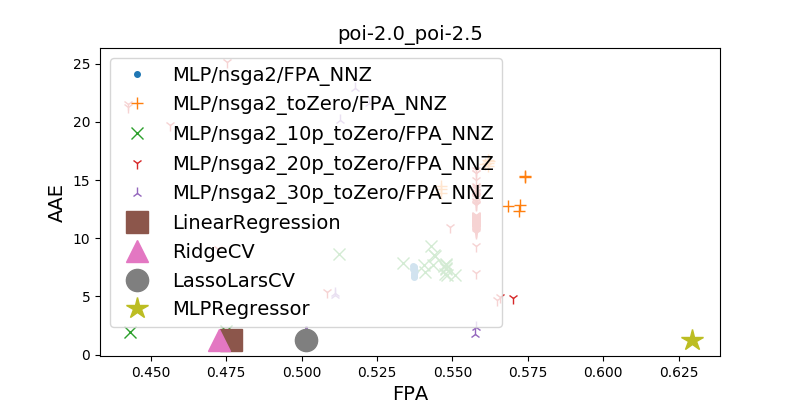 poi-2.0_poi-2.5
25
20
15
10
5
0
AAE
MLP/nsga2/FPA_NNZ
MLP/nsga2_toZero/FPA_NNZ
MLP/nsga2_10p_toZero/FPA_NNZ
MLP/nsga2_20p_toZero/FPA_NNZ
MLP/nsga2_30p_toZero/FPA_NNZ
LinearRegression
RidgeCV
LassoLarsCV
MLPRegressor
0.450 0.475 0.500 0.525 0.550 0.575 0.600 0.625
FPA